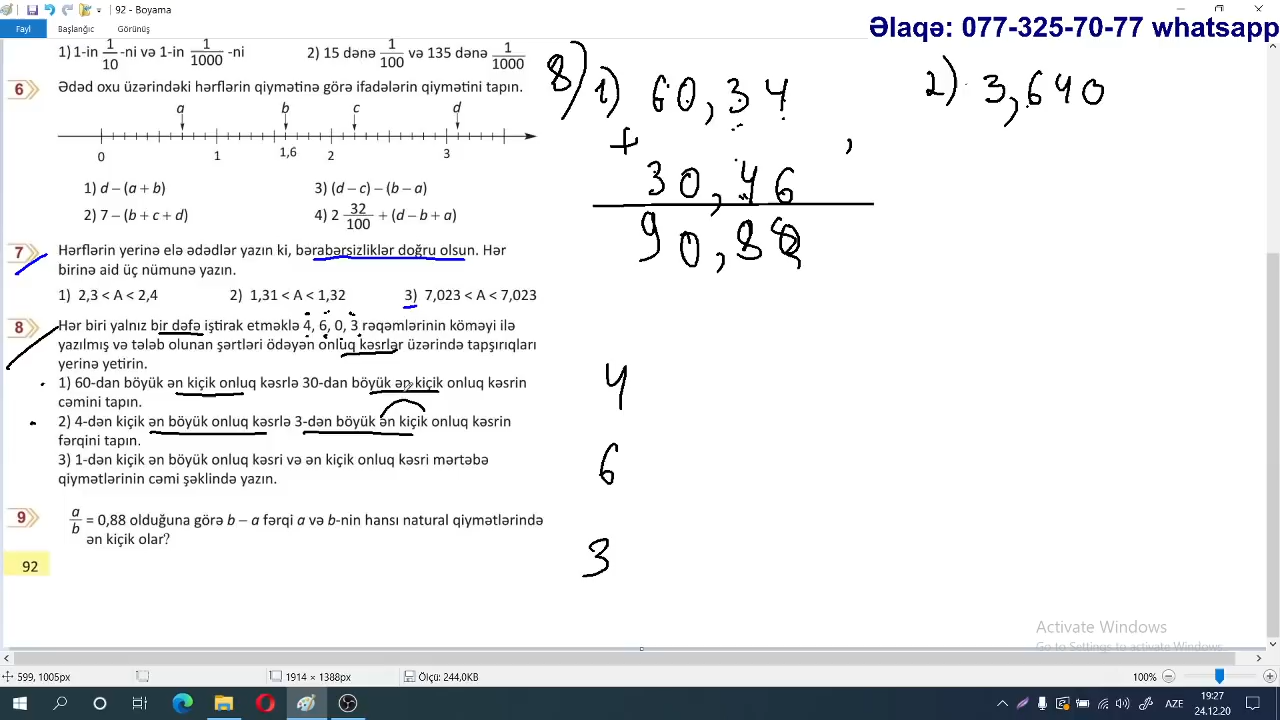 92 - Boyama
Əlaqə: 077-325-70-77 whatsapp
Fayl Başlanğıc Görünüş
1) 1-in 1/10 -ni və 1-in 1/1000 -ni 2) 15 dənə 1/100 və 135 dənə 1/1000
6 Ədəd oxu üzərindəki hərflərin qiymətinə görə ifadələrin qiymətini tapın.
a b c d
0 1 1,6 2 3
1) d – (a + b) 3) (d – c) – (b – a)
2) 7 – (b + c + d) 4) 2 32/100 + (d – b + a)
7 Hərflərin yerinə elə ədədlər yazın ki, bərabərsizliklər doğru olsun. Hər
birinə aid üç nümunə yazın.
1) 2,3 < A < 2,4 2) 1,31 < A < 1,32 3) 7,023 < A < 7,023
8 Hər biri yalnız bir dəfə iştirak etməklə 4, 6, 0, 3 rəqəmlərinin köməyi ilə
yazılmış və tələb olunan şərtləri ödəyən onluq kəsrlər üzərində tapşırıqları
yerinə yetirin.
1) 60-dan böyük ən kiçik onluq kəsrlə 30-dan böyük ən kiçik onluq kəsrin
cəmini tapın.
2) 4-dən kiçik ən böyük onluq kəsrlə 3-dən böyük ən kiçik onluq kəsrin
fərqini tapın.
3) 1-dən kiçik ən böyük onluq kəsri və ən kiçik onluq kəsri mərtəbə
qiymətlərinin cəmi şəklində yazın.
9 a/b = 0,88 olduğuna görə b – a fərqi a və b-nin hansı natural qiymətlərində
ən kiçik olar?
92
8) 1) 60,34
+ ,
30,46
90,8
2) 3,640
4
6
3
Activate Windows
Go to Settings to activate Windows.
599, 1005px 1914 × 1388px Ölçü: 244,0KB 100%
AZE 19:27
24.12.20